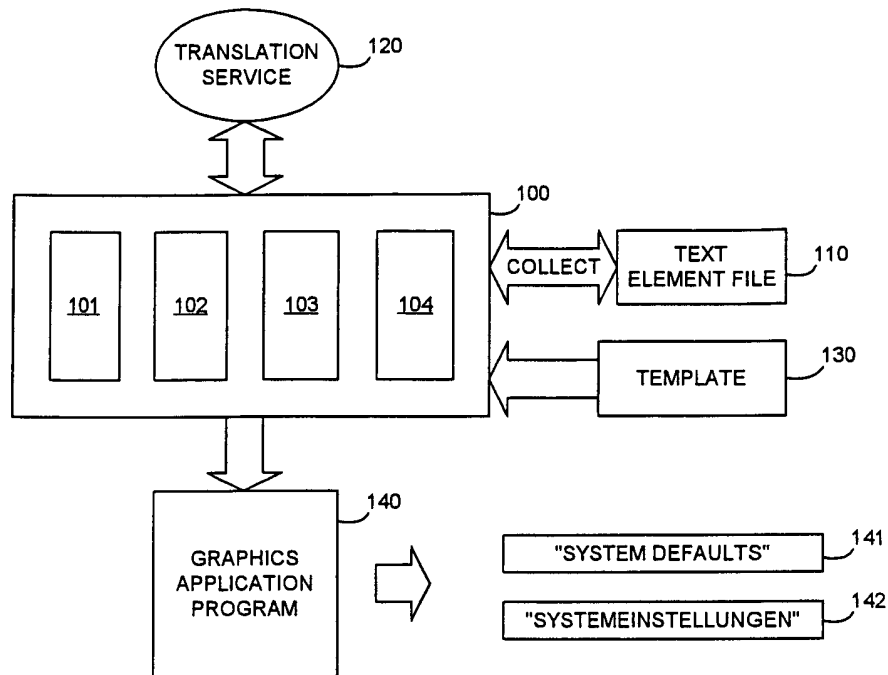 TRANSLATION
SERVICE
120
100
101
102
103
104
COLLECT
TEXT
ELEMENT FILE
110
TEMPLATE
130
140
GRAPHICS
APPLICATION
PROGRAM
"SYSTEM DEFAULTS"
141
"SYSTEMEINSTELLUNGEN"
142